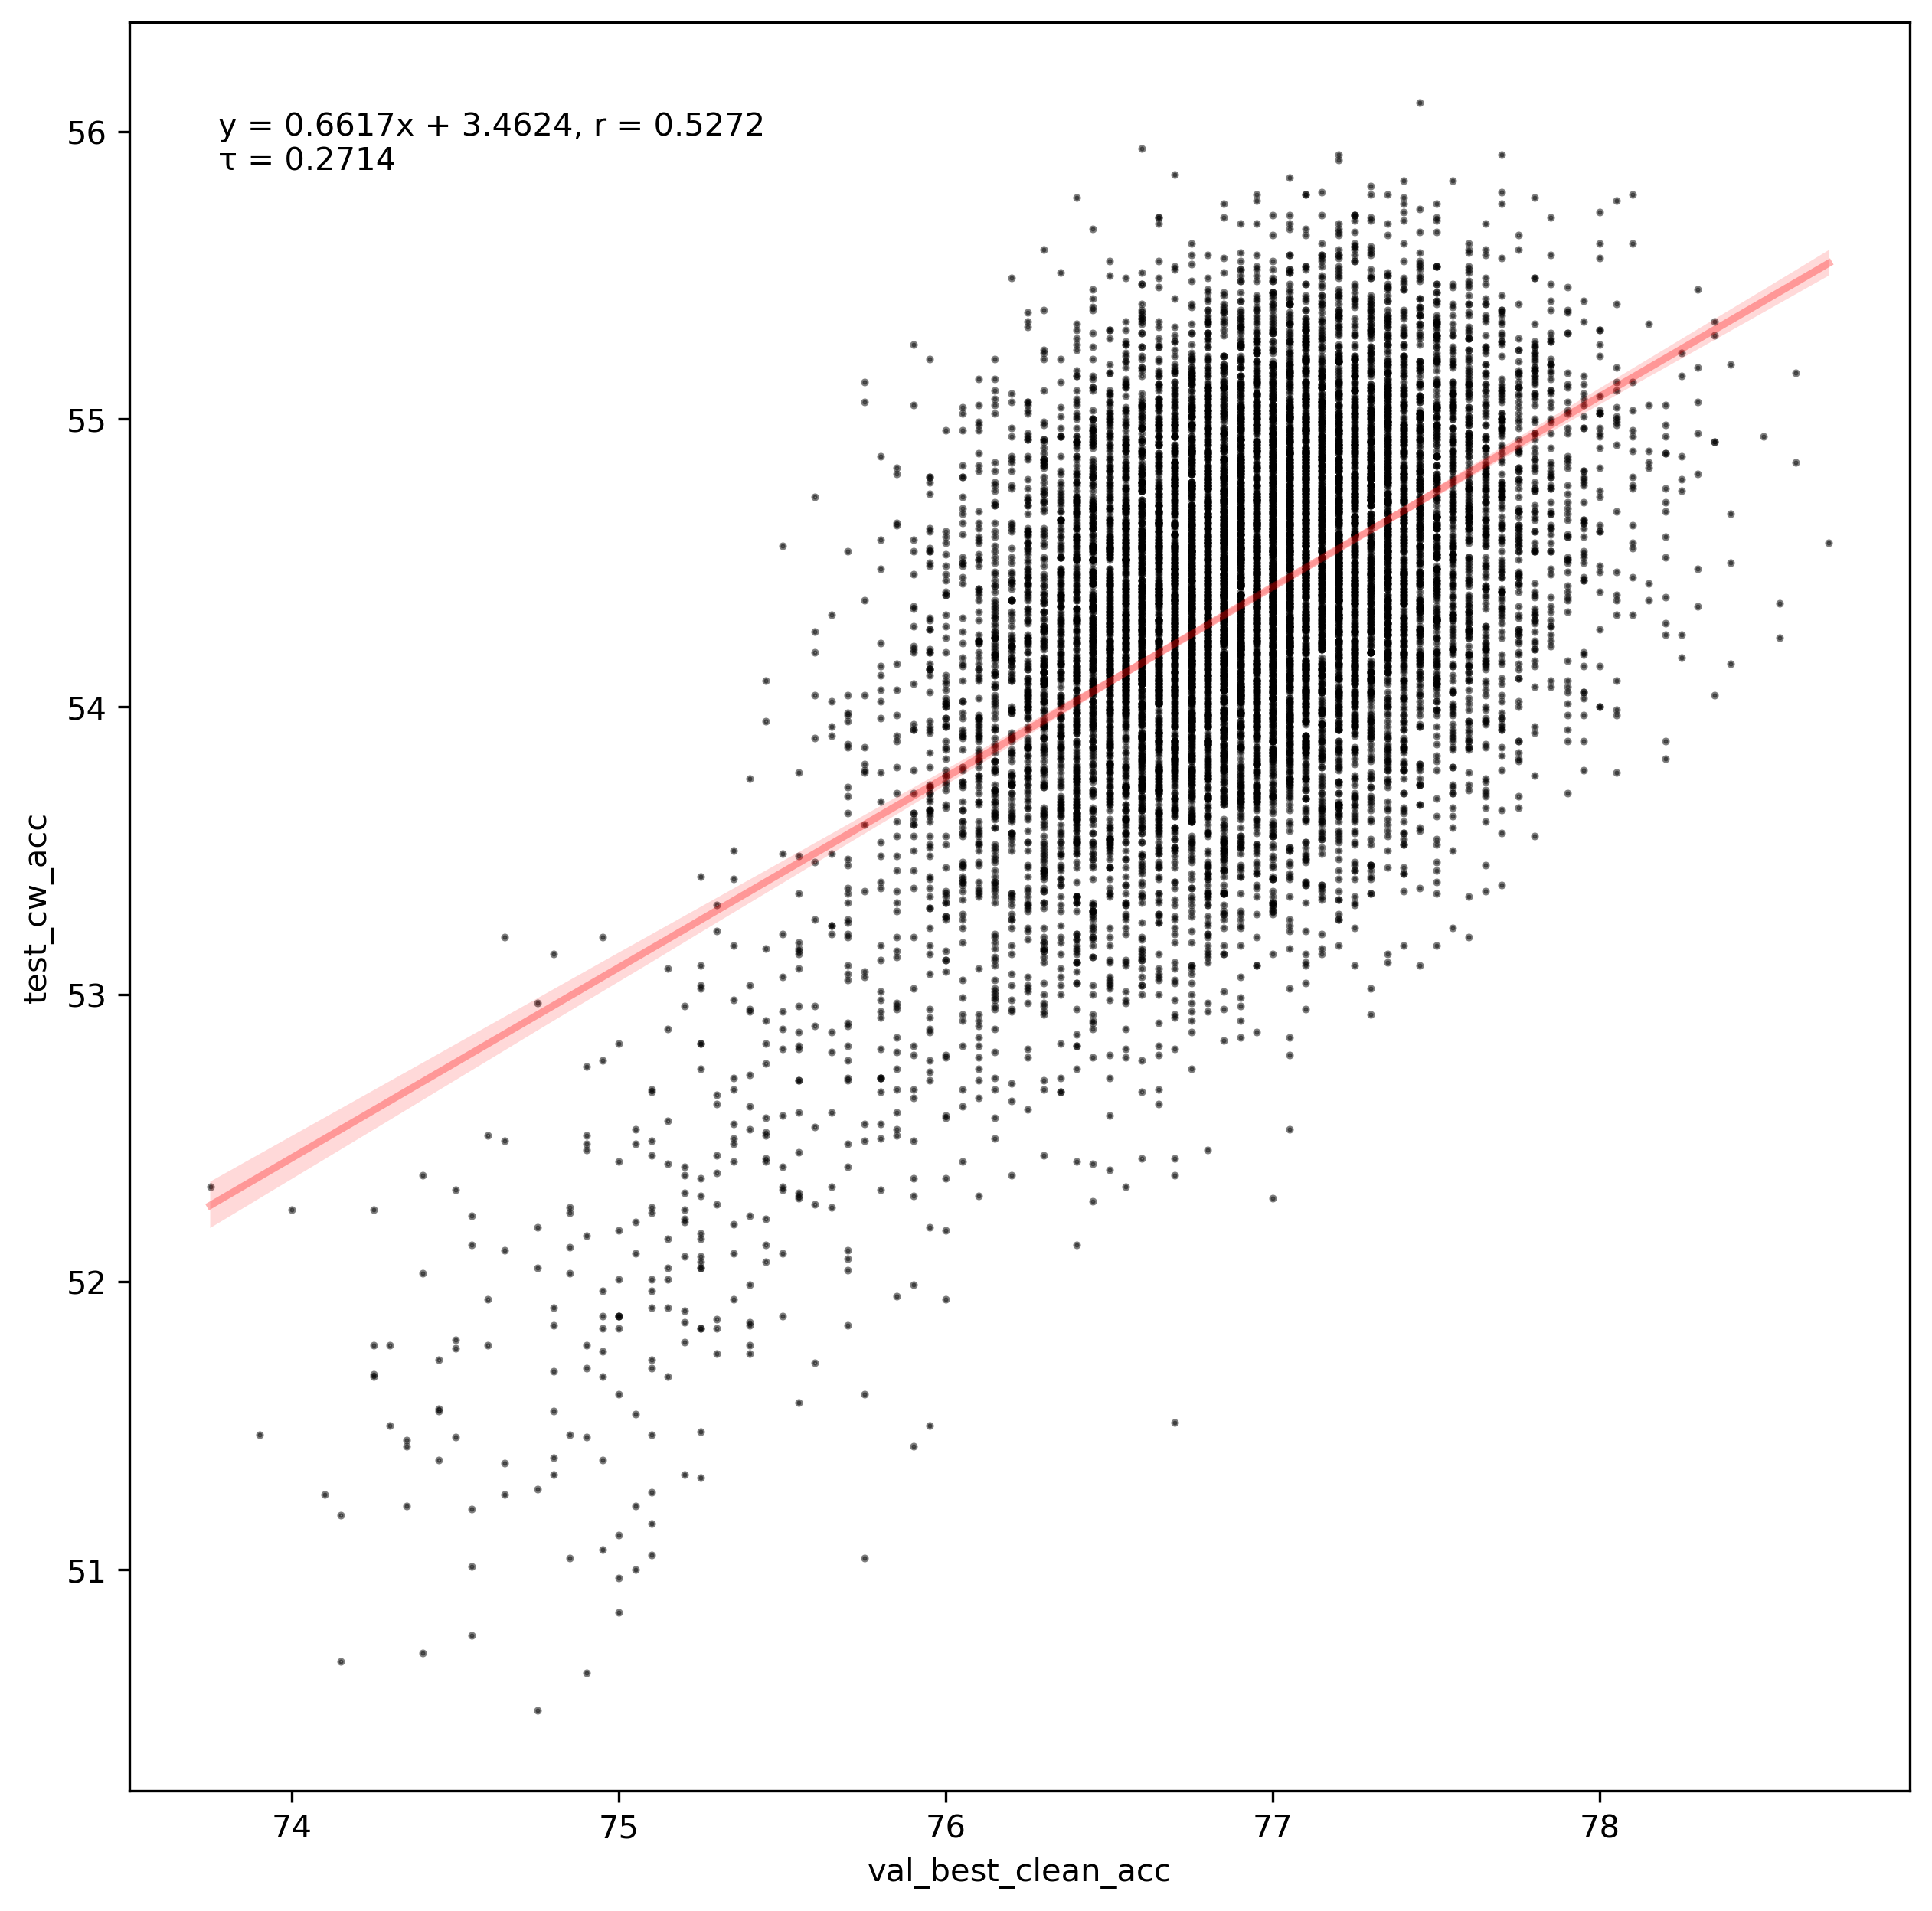 y = 0.6617x + 3.4624, r = 0.5272
τ = 0.2714
56
55
54
53
52
51
test_cw_acc
74 75 76 77 78
val_best_clean_acc